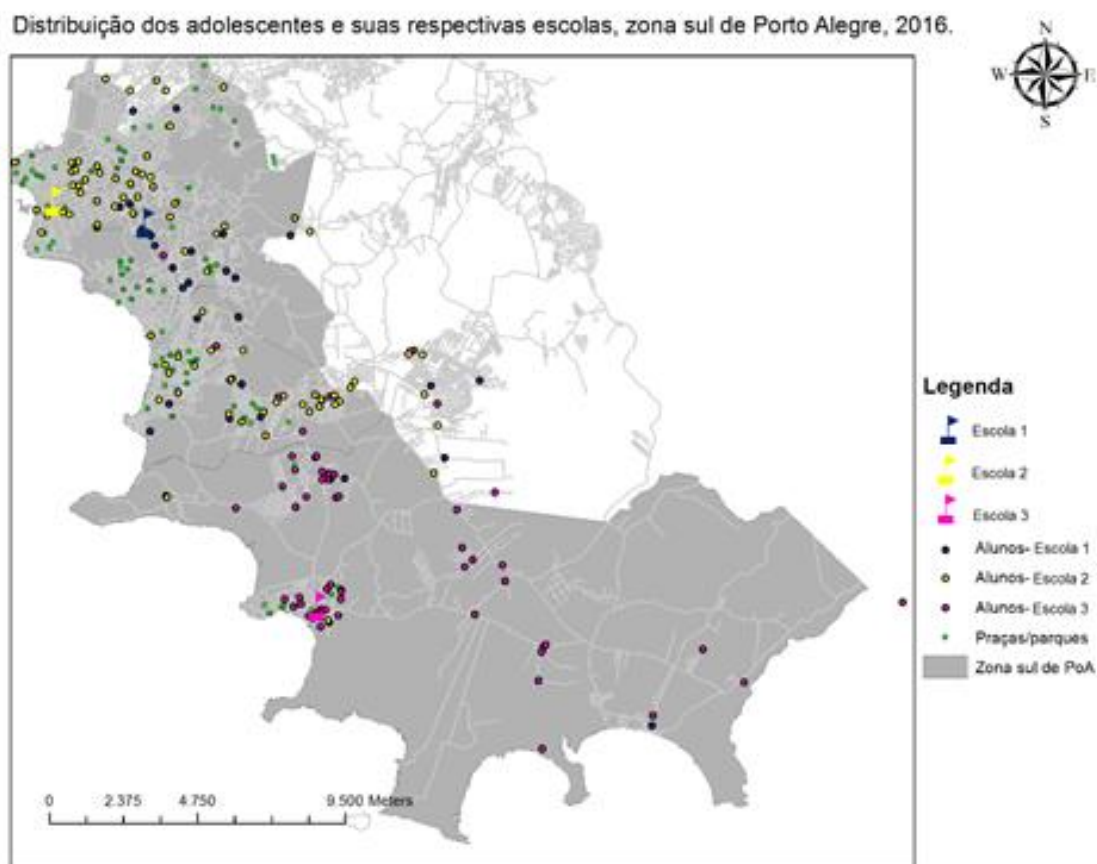 Distribuição dos adolescentes e suas respectivas escolas, zona sul de Porto Alegre, 2016.
N
W E
S
Legenda
Escola 1
Escola 2
Escola 3
Alunos- Escola 1
Alunos- Escola 2
Alunos- Escola 3
Praças/parques
Zona sul de PoA
0 2.375 4.750 9.500 Meters